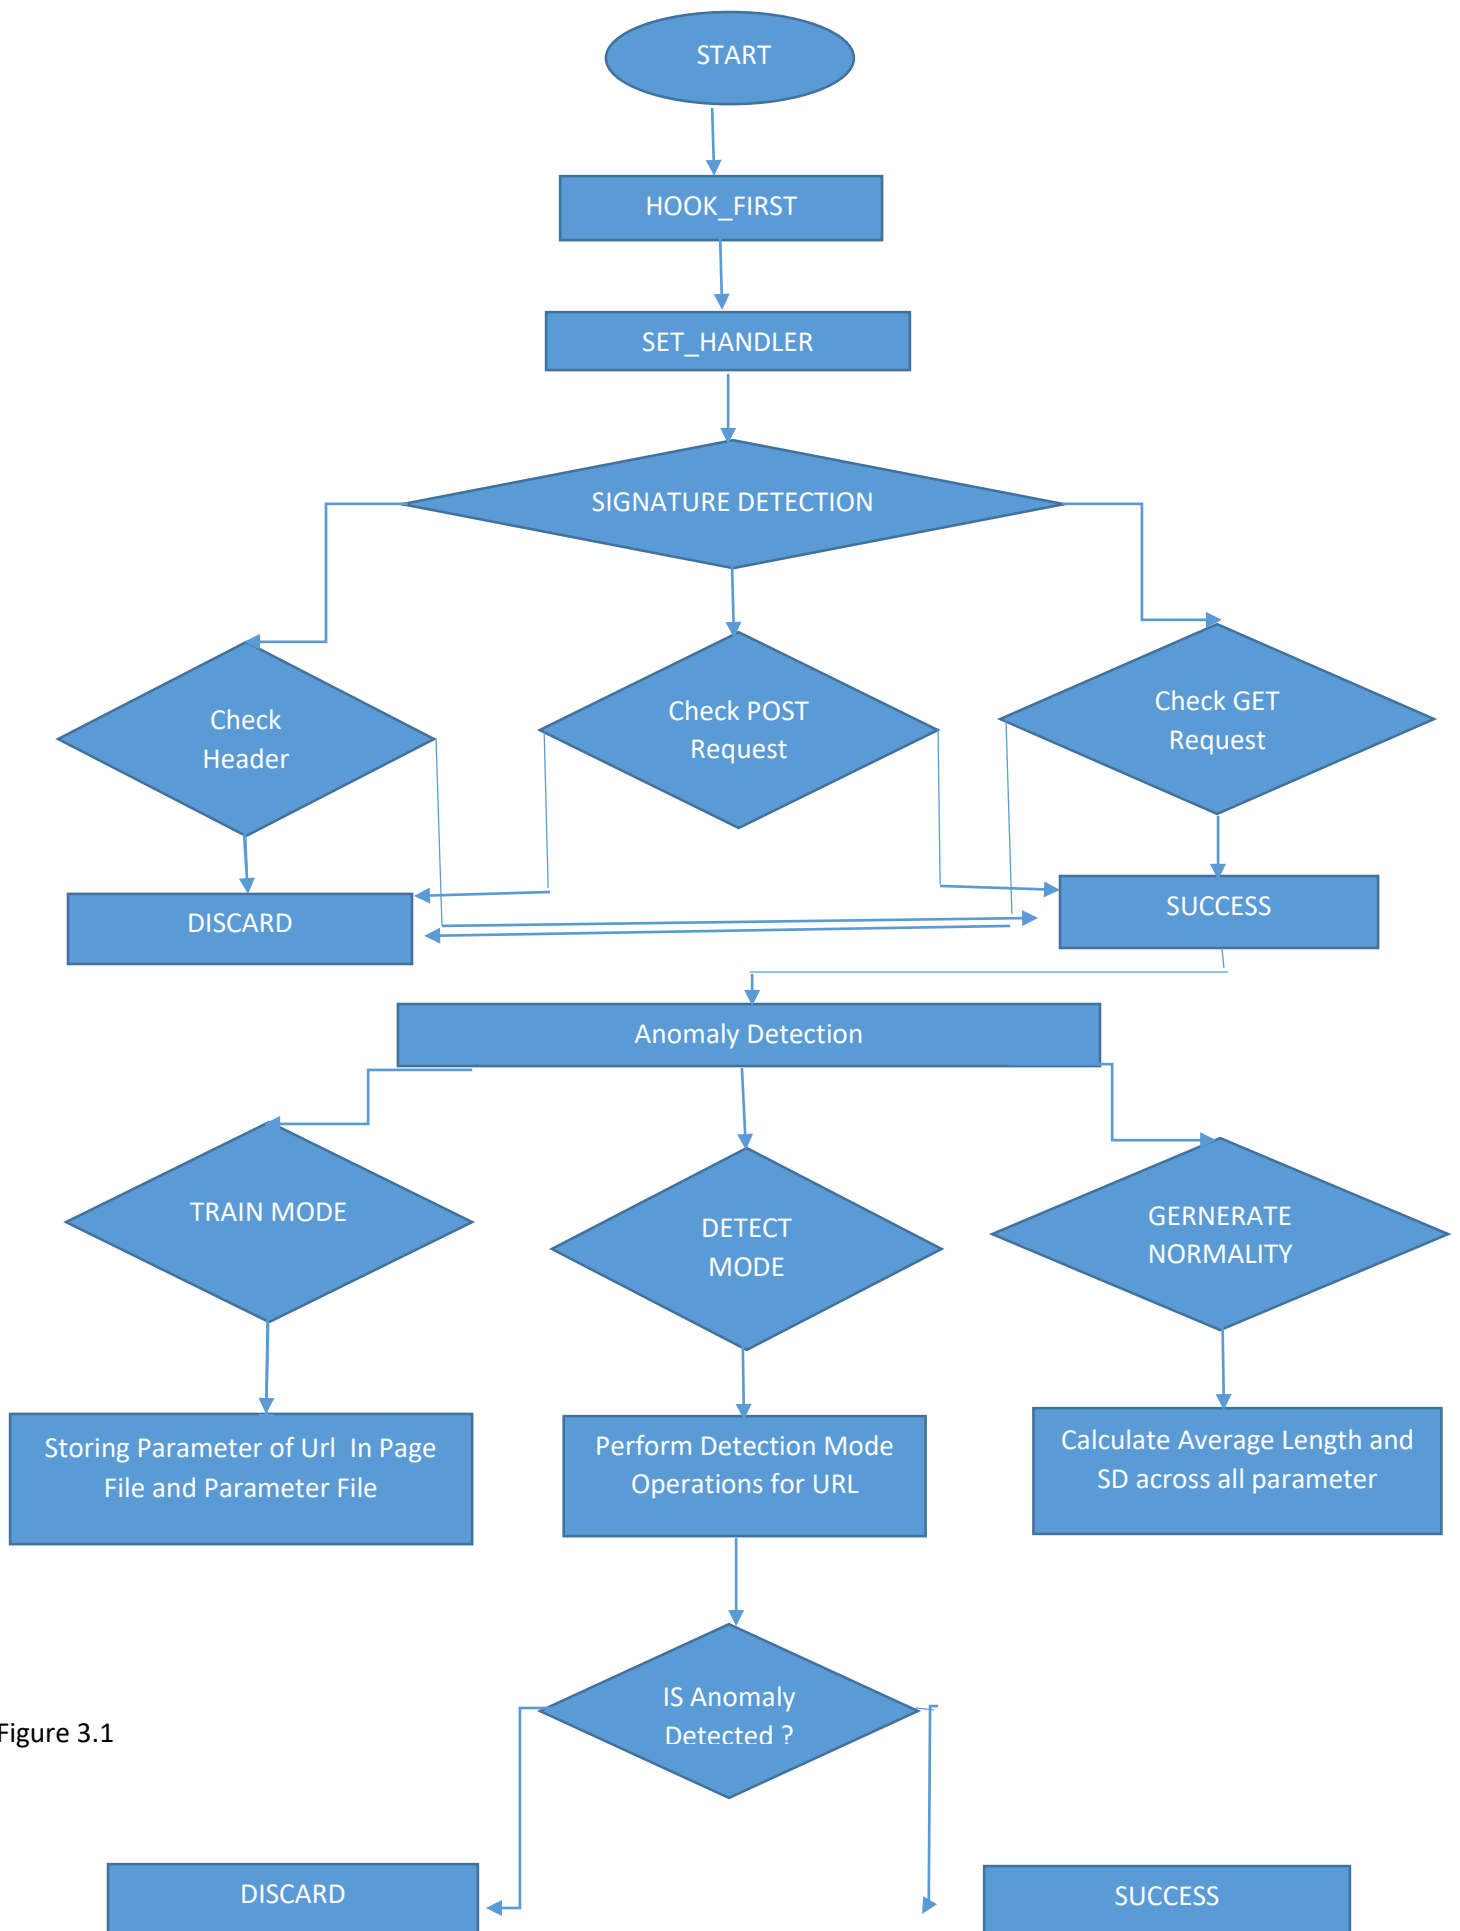 START
HOOK_FIRST
SET_HANDLER
SIGNATURE DETECTION
Check
Header
Check POST
Request
Check GET
Request
DISCARD
SUCCESS
Anomaly Detection
TRAIN MODE
DETECT
MODE
GERNERATE
NORMALITY
Storing Parameter of Url  In Page
File and Parameter File
Perform Detection Mode
Operations for URL
Calculate Average Length and
SD across all parameter
IS Anomaly
Detected ?
Figure 3.1
DISCARD
SUCCESS